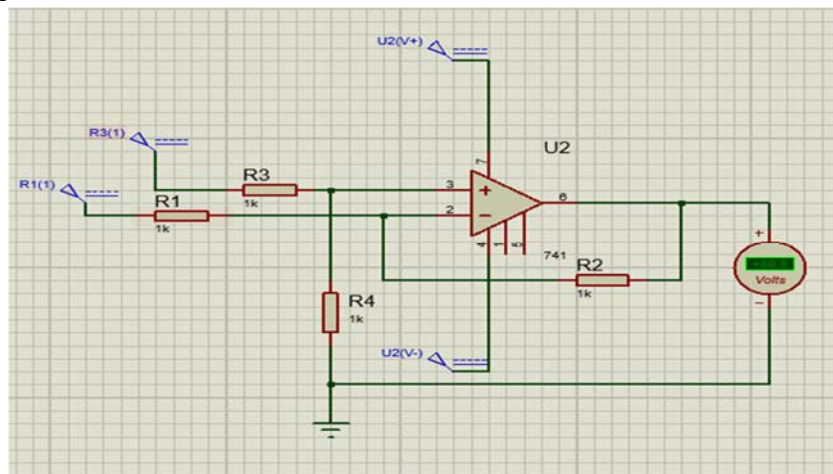 U2(V+)
R3(1)
U2
R1(1)
R3
1k
R1
1k
7
3
2
6
4
1
5
741
R2
1k
Volts
R4
1k
U2(V-)